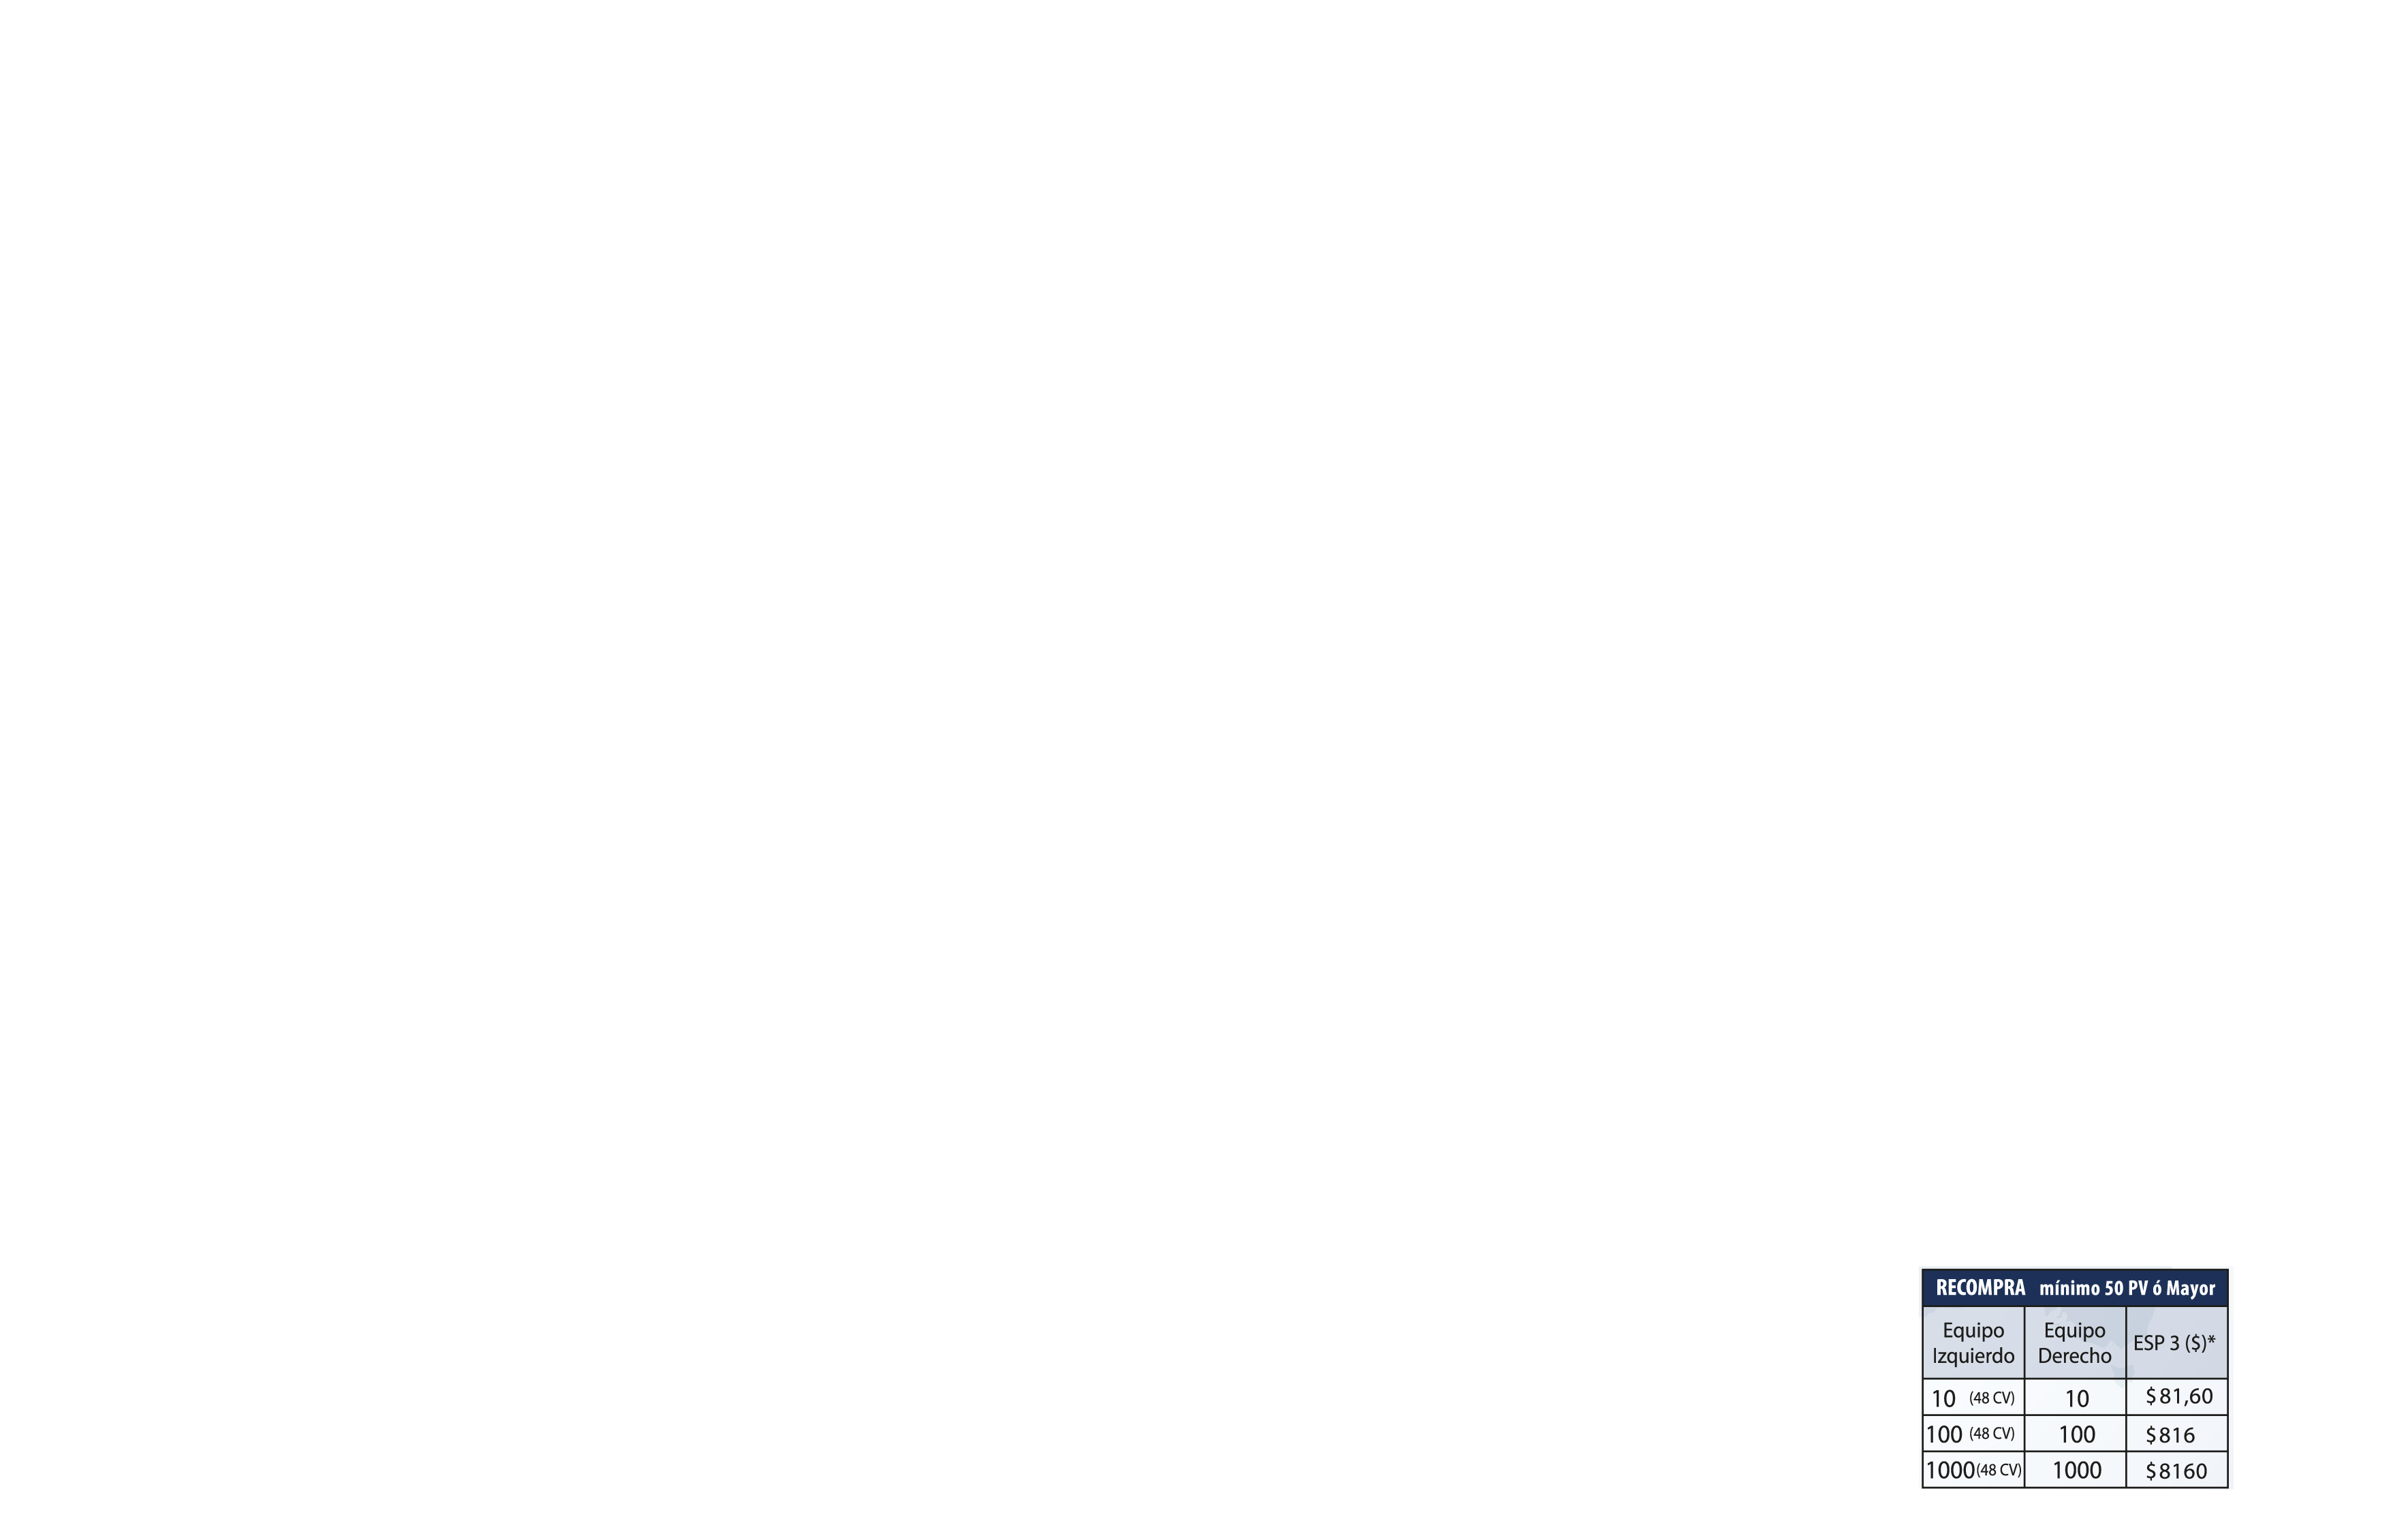 RECOMPRA mínimo 50 PV ó Mayor
Equipo Izquierdo Equipo Derecho ESP 3 ($)*
10 (48 CV) 10 $81,60
100 (48 CV) 100 $816
1000(48 CV) 1000 $8160